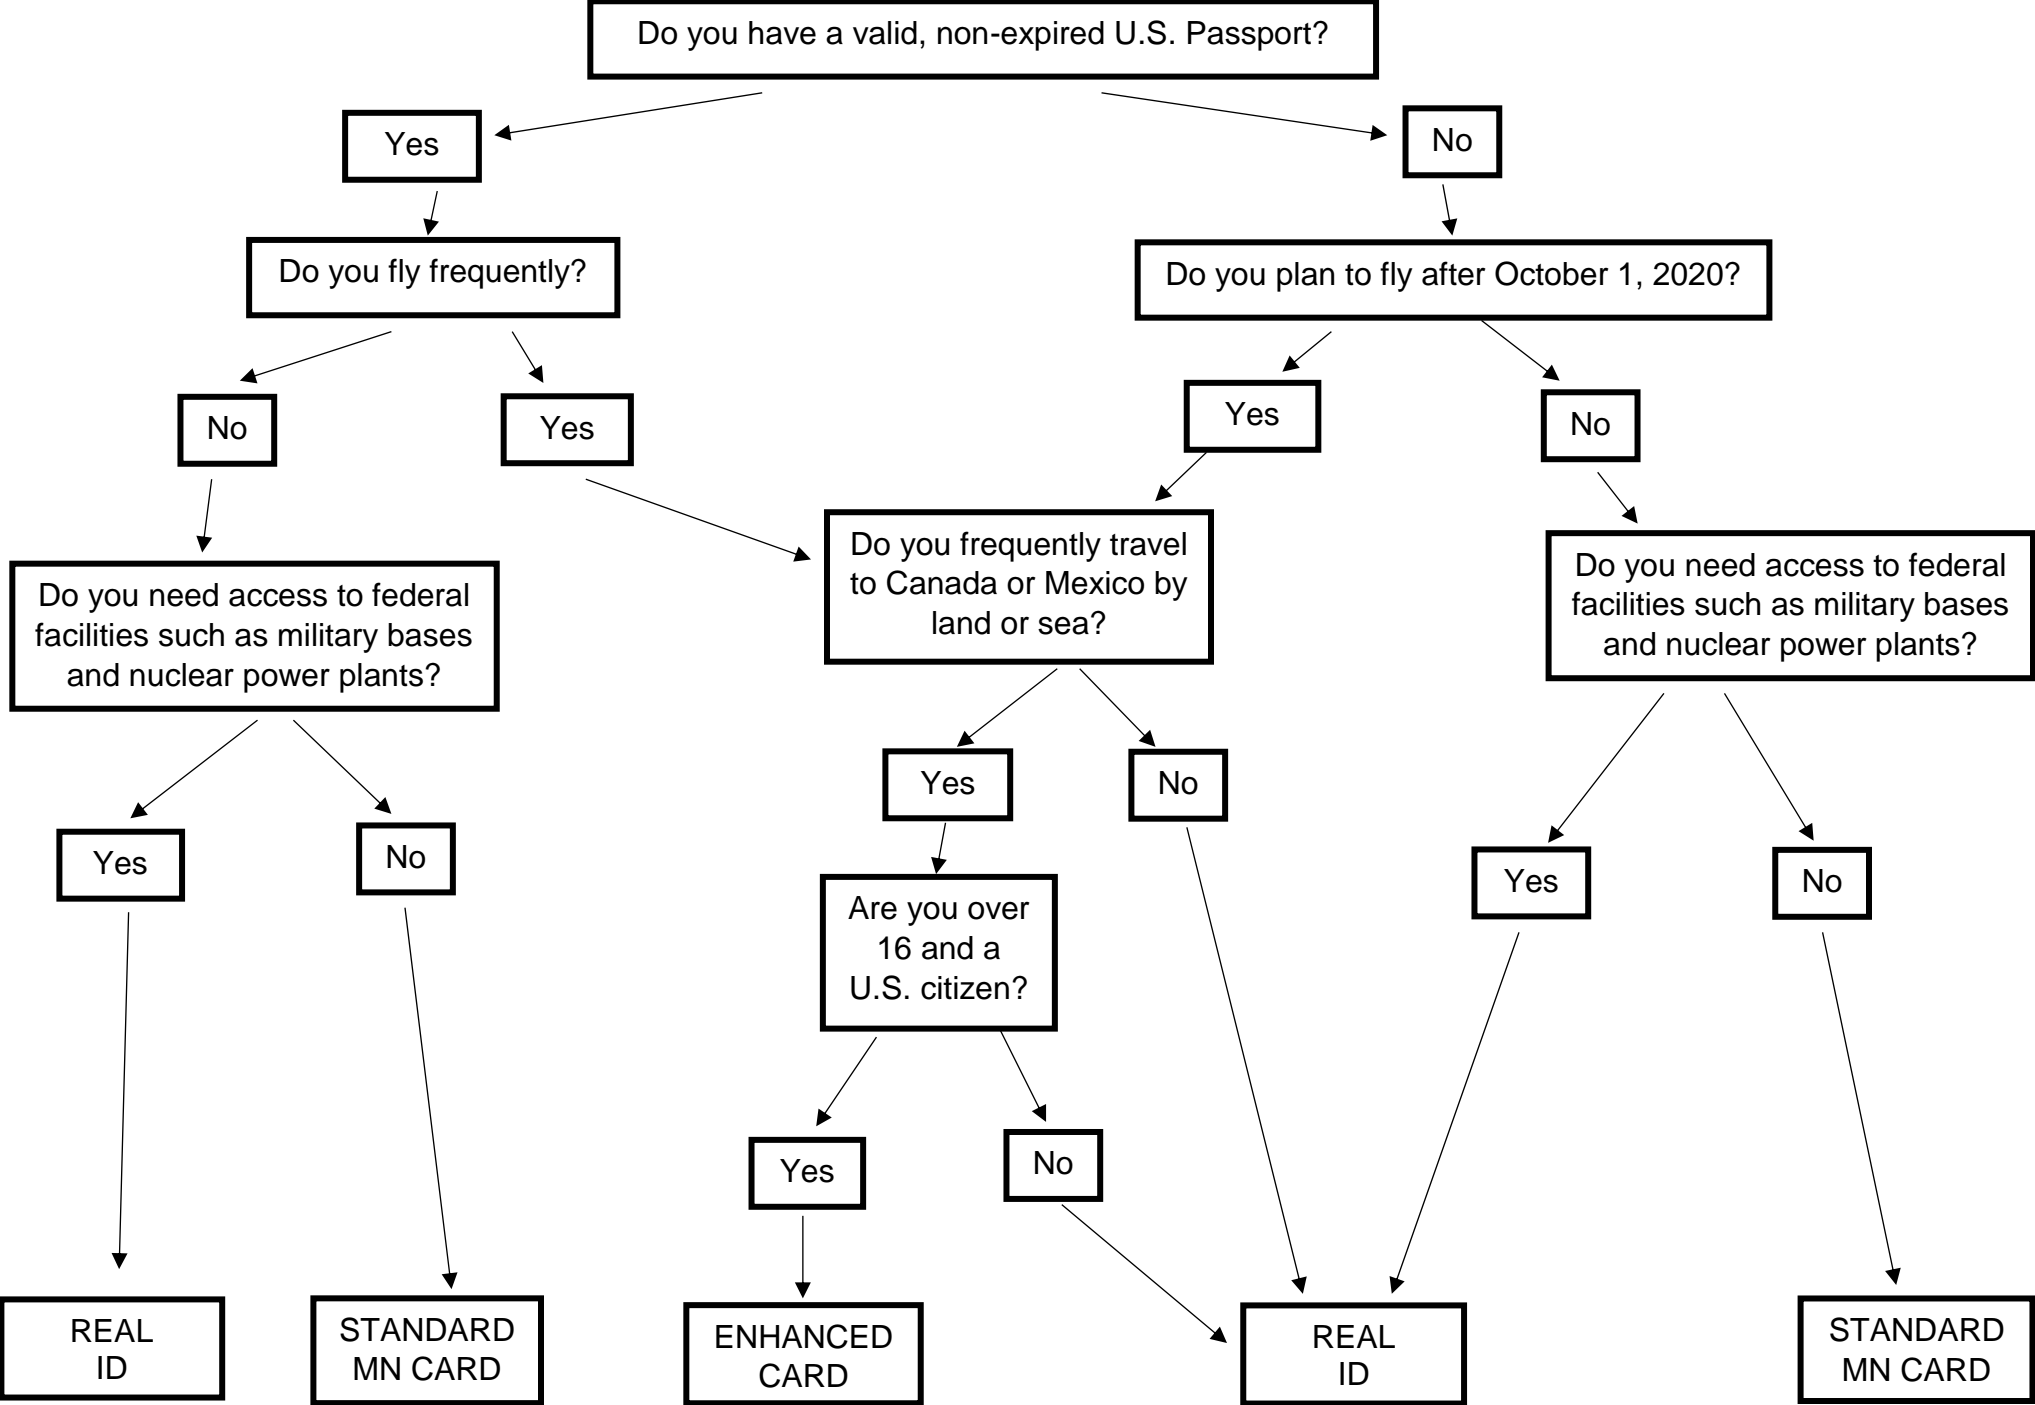 Do you have a valid, non-expired U.S. Passport?
Yes
No
Do you fly frequently?
Do you plan to fly after October 1, 2020?
No
Yes
Yes
No
Do you need access to federal
facilities such as military bases
and nuclear power plants?
Do you frequently travel
to Canada or Mexico by
land or sea?
Do you need access to federal
facilities such as military bases
and nuclear power plants?
Yes
No
Yes
No
Yes
No
Are you over
16 and a
U.S. citizen?
Yes
No
REAL
ID
STANDARD
MN CARD
ENHANCED
CARD
REAL
ID
STANDARD
MN CARD